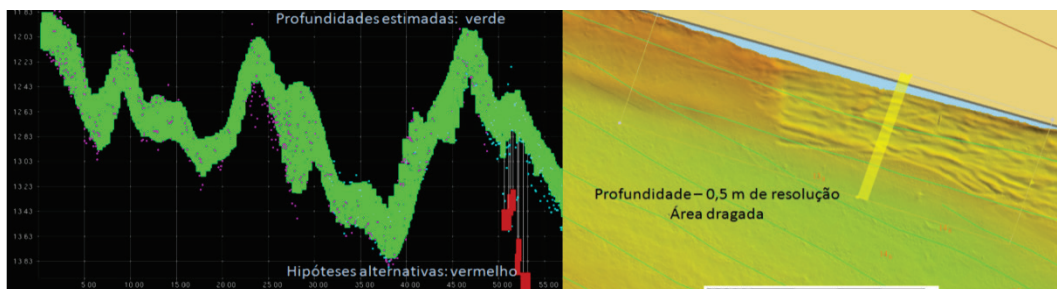 Profundidades estimadas: verde
11.83
12.03
12.23
12.43
12.63
12.83
13.03
13.23
13.43
13.63
13.83
Hipóteses alternativas: vermelho
5.00 10.00 15.00 20.00 25.00 30.00 35.00 40.00 45.00 50.00 55.00
Profundidade – 0,5 m de resolução
Área dragada